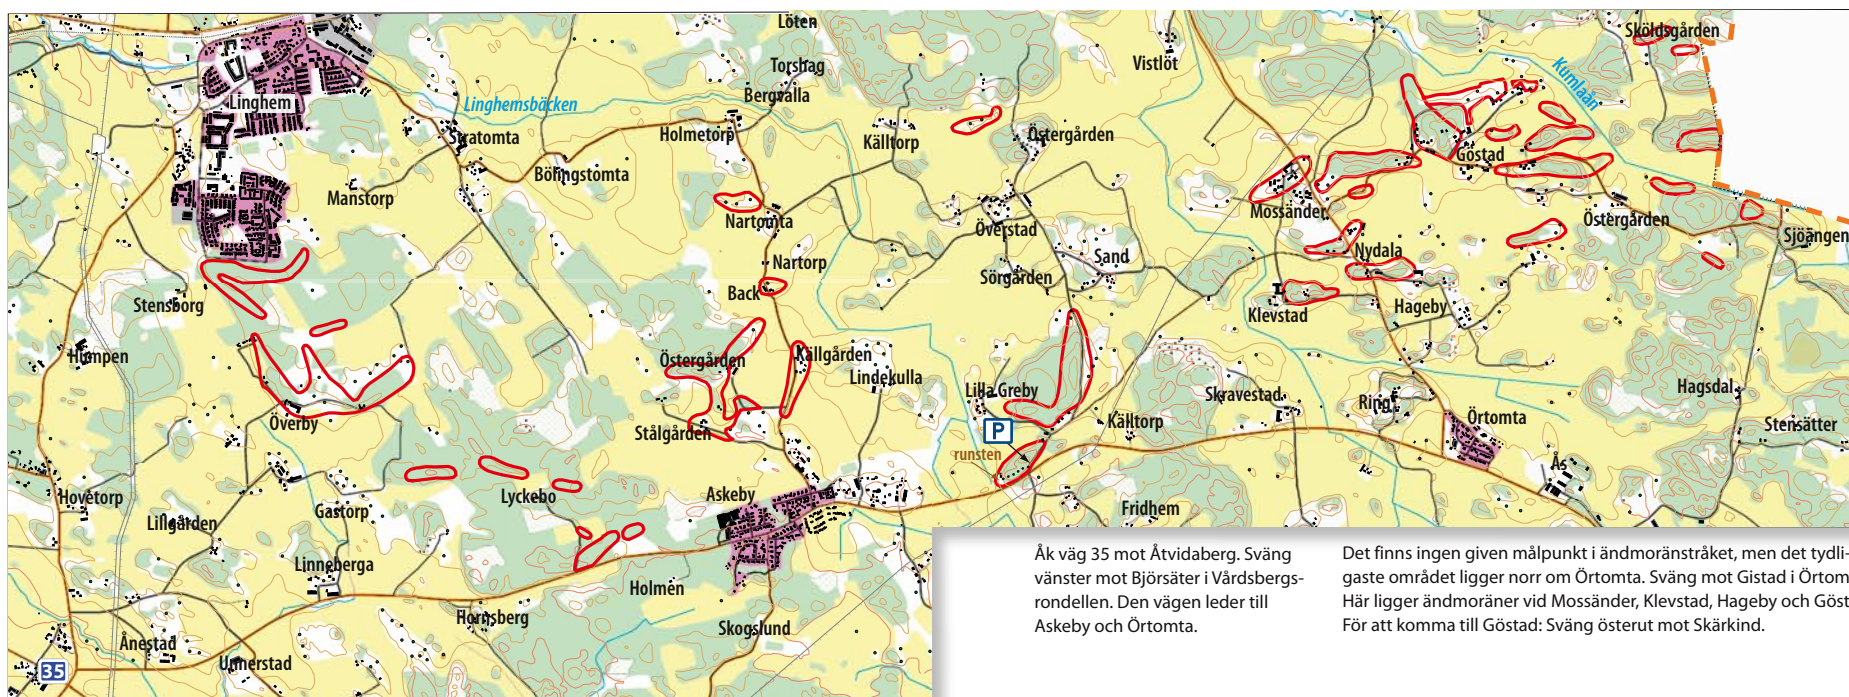 Löten
Sköldsgården
Torshag
Vistlöt
Kumlaån
Bergvalla
Linghem
Linghemsbäcken
Stratomta
Holmetorp
Källtorp
Östergården
Göstad
Bölingstomta
Manstorp
Nartomta
Överstad
Mossänder
Östergården
Sjöängen
Nartorp
Sand
Nydala
Sörgården
Stensborg
Back
Klevstad
Hageby
Humpen
Östergården
Källgården
Lindekulla
Lilla Greby
Skravestad
Ring
Hagsdal
Överby
Stålgården
P
Källtorp
Örtomta
Stensätter
runsten
Ås
Hovetorp
Lyckebo
Askeby
Lillgården
Gastorp
Fridhem
Linneberga
Holmen
Hornsberg
Skogslund
Ånestad
Unnerstad
35
Åk väg 35 mot Åtvidaberg. Sväng
vänster mot Björsäter i Vårdsbergs-
rondellen. Den vägen leder till
Askeby och Örtomta.
Det finns ingen given målpunkt i ändmoränstråket, men det tydli-
gaste området ligger norr om Örtomta. Sväng mot Gistad i Örtom
Här ligger ändmoräner vid Mossänder, Klevstad, Hageby och Göst
För att komma till Göstad: Sväng österut mot Skärkind.